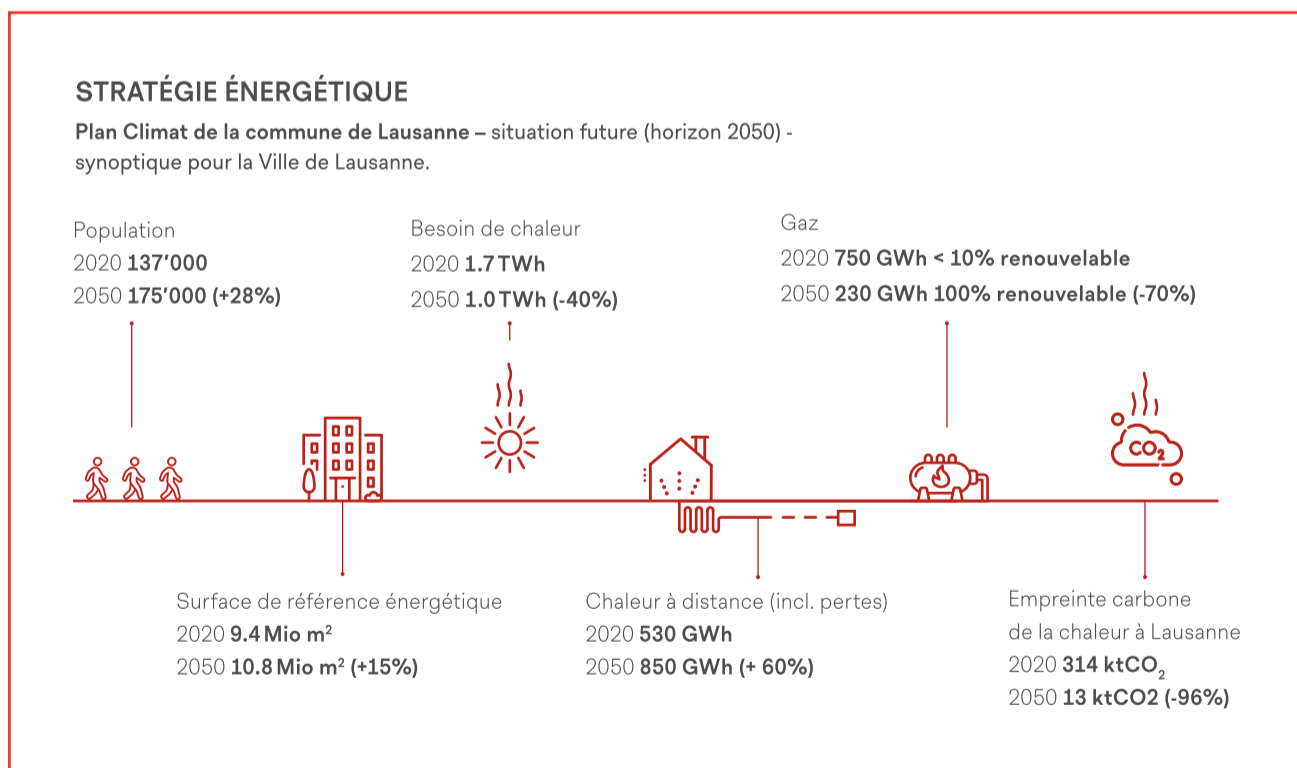 STRATÉGIE ÉNERGÉTIQUE
Plan Climat de la commune de Lausanne – situation future (horizon 2050) -
synoptique pour la Ville de Lausanne.
Population
2020 137’000
2050 175’000 (+28%)
Besoin de chaleur
2020 1.7 TWh
2050 1.0 TWh (-40%)
Gaz
2020 750 GWh < 10% renouvelable
2050 230 GWh 100% renouvelable (-70%)
CO₂
Surface de référence énergétique
2020 9.4 Mio m²
2050 10.8 Mio m² (+15%)
Chaleur à distance (incl. pertes)
2020 530 GWh
2050 850 GWh (+ 60%)
Empreinte carbone
de la chaleur à Lausanne
2020 314 ktCO₂
2050 13 ktCO2 (-96%)